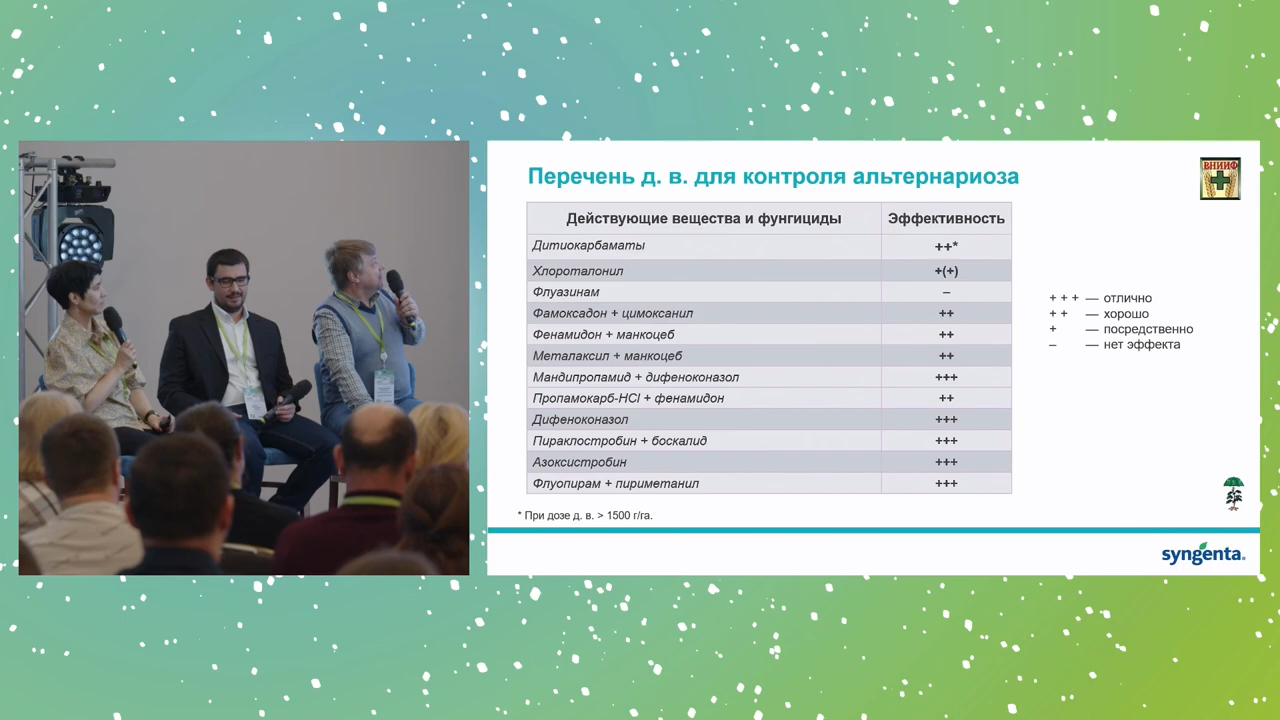 Перечень д. в. для контроля альтернариоза
ВНИИФ
Действующие вещества и фунгициды Эффективность
Дитиокарбаматы ++*
Хлороталонил +(+)
Флуазинам –
Фамоксадон + цимоксанил ++
Фенамидон + манкоцеб ++
Металаксил + манкоцеб ++
Мандипропамид + дифеноконазол +++
Пропамокарб-HCl + фенамидон ++
Дифеноконазол +++
Пираклостробин + боскалид +++
Азоксистробин +++
Флуопирам + пириметанил +++
+ + + — отлично
+ + — хорошо
+ — посредственно
– — нет эффекта
* При дозе д. в. > 1500 г/га.
syngenta.